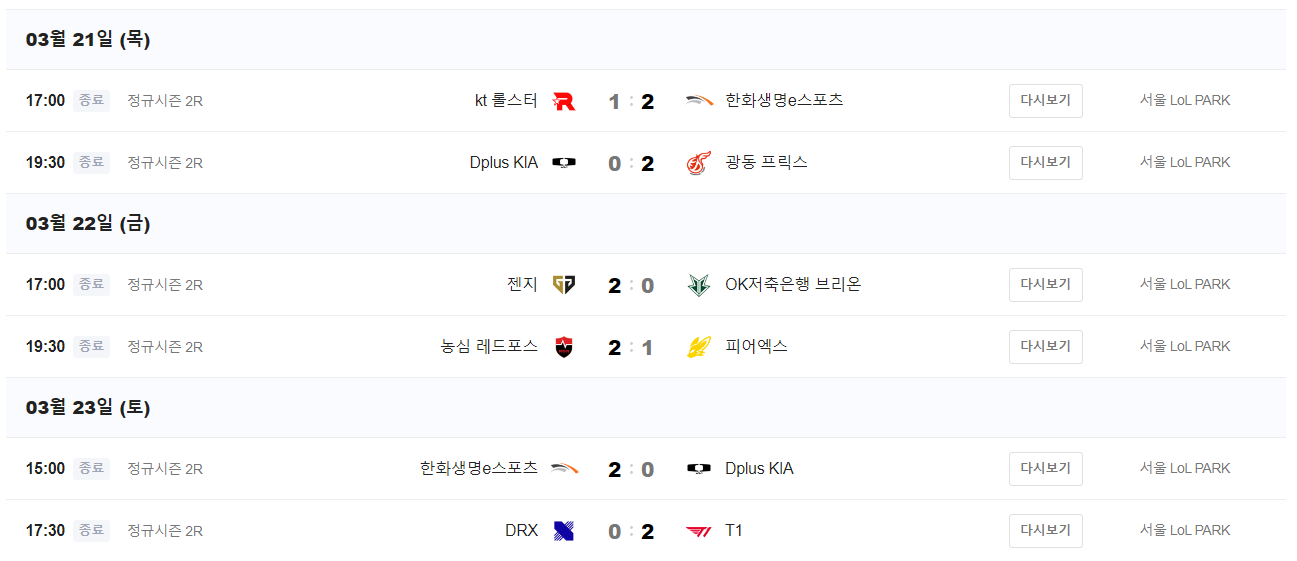 03월 21일 (목)
17:00 종료 정규시즌 2R kt 롤스터 1 : 2 한화생명e스포츠 다시보기 서울 LoL PARK
19:30 종료 정규시즌 2R Dplus KIA 0 : 2 광동 프릭스 다시보기 서울 LoL PARK
03월 22일 (금)
17:00 종료 정규시즌 2R 젠지 2 : 0 OK저축은행 브리온 다시보기 서울 LoL PARK
19:30 종료 정규시즌 2R 농심 레드포스 2 : 1 피어엑스 다시보기 서울 LoL PARK
03월 23일 (토)
15:00 종료 정규시즌 2R 한화생명e스포츠 2 : 0 Dplus KIA 다시보기 서울 LoL PARK
17:30 종료 정규시즌 2R DRX 0 : 2 T1 다시보기 서울 LoL PARK